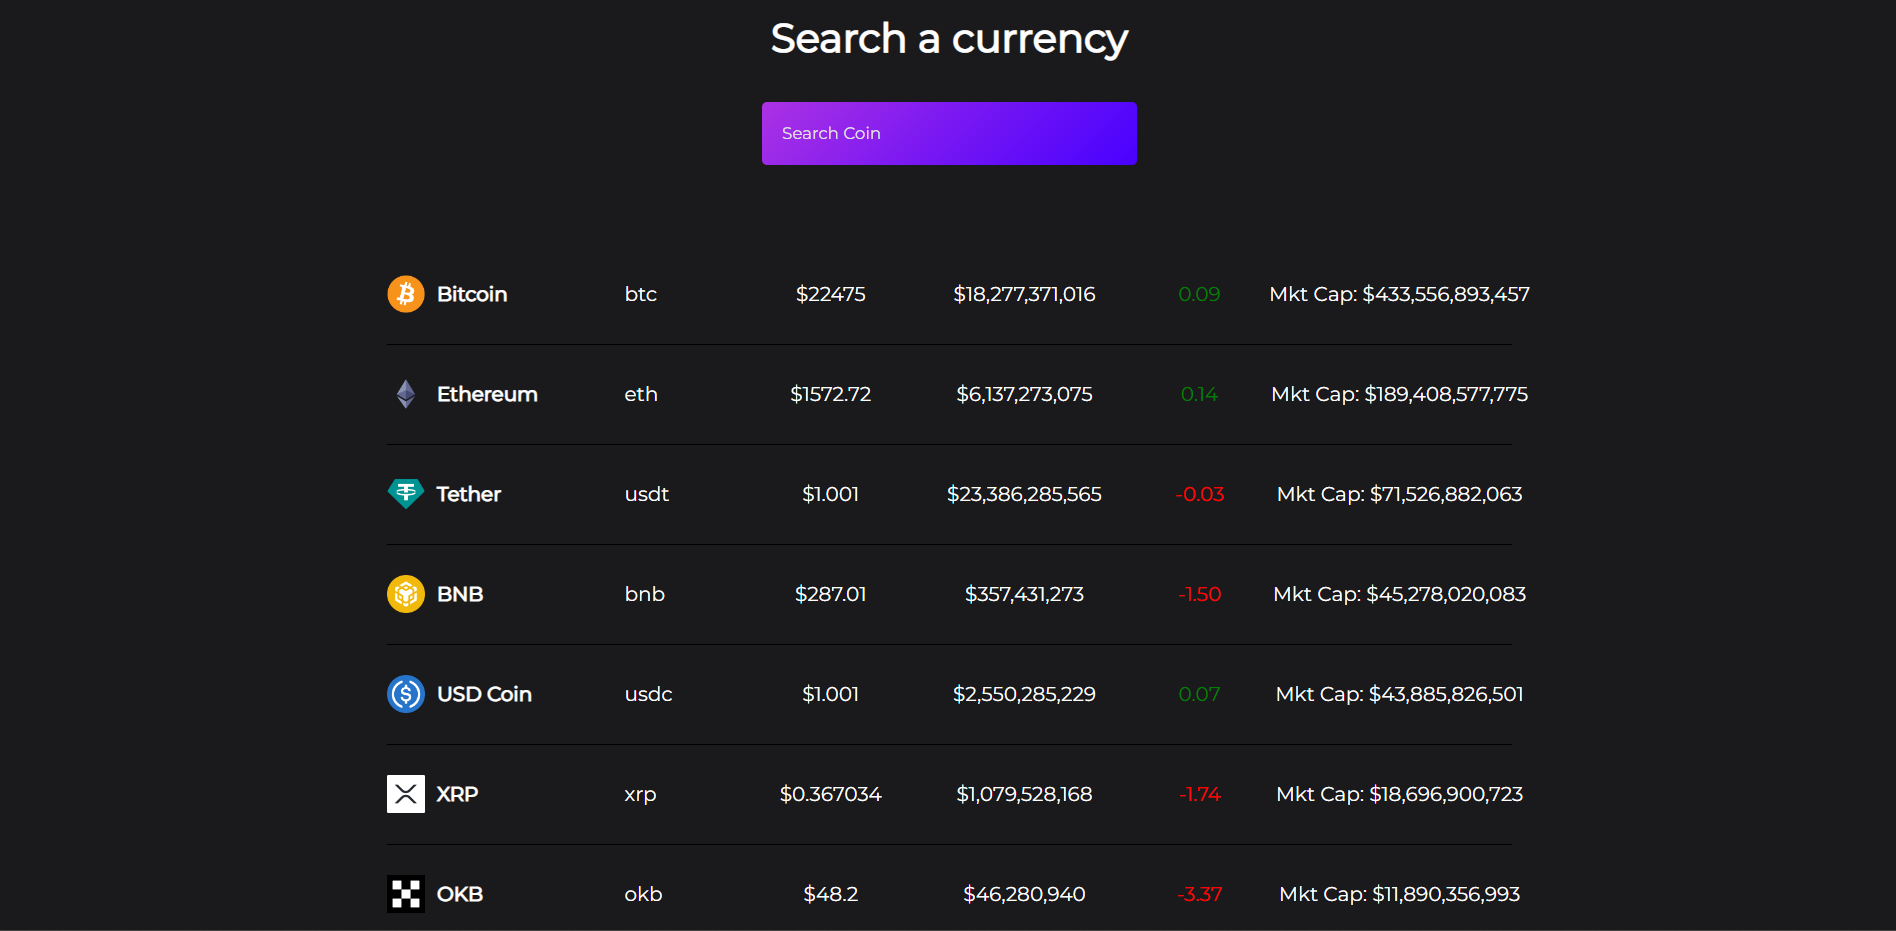 Search a currency
Search Coin
Bitcoin btc $22475 $18,277,371,016 0.09 Mkt Cap: $433,556,893,457
Ethereum eth $1572.72 $6,137,273,075 0.14 Mkt Cap: $189,408,577,775
Tether usdt $1.001 $23,386,285,565 -0.03 Mkt Cap: $71,526,882,063
BNB bnb $287.01 $357,431,273 -1.50 Mkt Cap: $45,278,020,083
USD Coin usdc $1.001 $2,550,285,229 0.07 Mkt Cap: $43,885,826,501
XRP xrp $0.367034 $1,079,528,168 -1.74 Mkt Cap: $18,696,900,723
OKB okb $48.2 $46,280,940 -3.37 Mkt Cap: $11,890,356,993